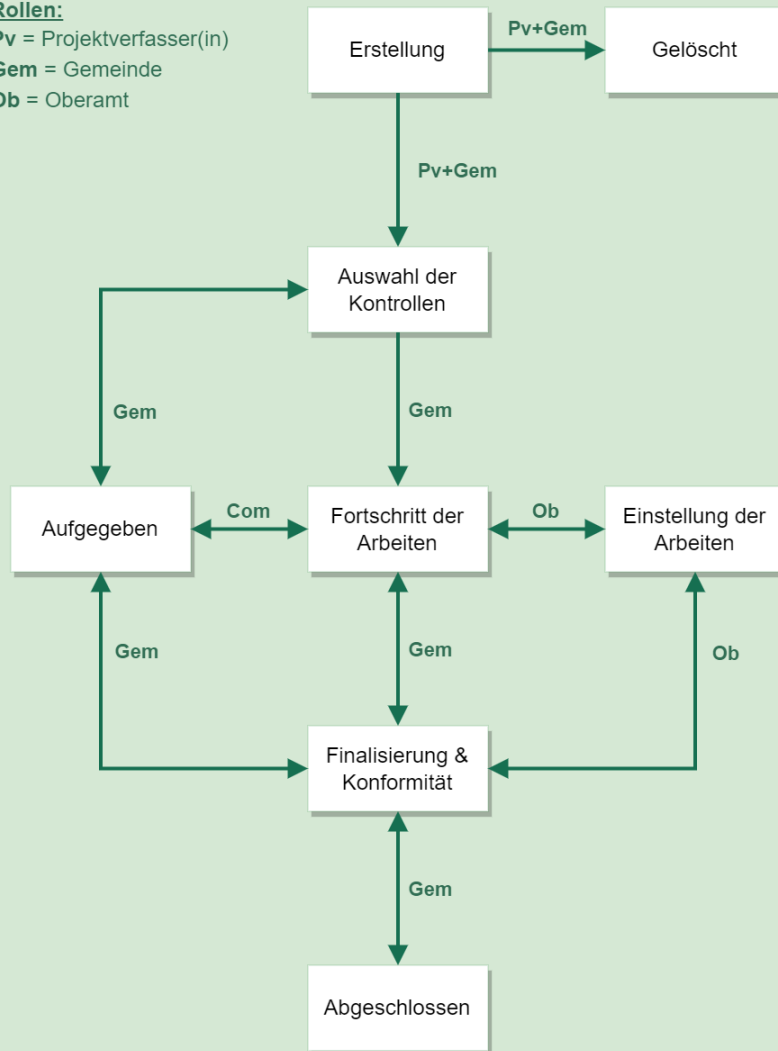 Rollen:
Pv = Projektverfasser(in)
Gem = Gemeinde
Ob = Oberamt
Erstellung
Pv+Gem
Gelöscht
Pv+Gem
Auswahl der
Kontrollen
Gem
Gem
Aufgegeben
Com
Fortschritt der
Arbeiten
Ob
Einstellung der
Arbeiten
Gem
Gem
Ob
Finalisierung &
Konformität
Gem
Abgeschlossen